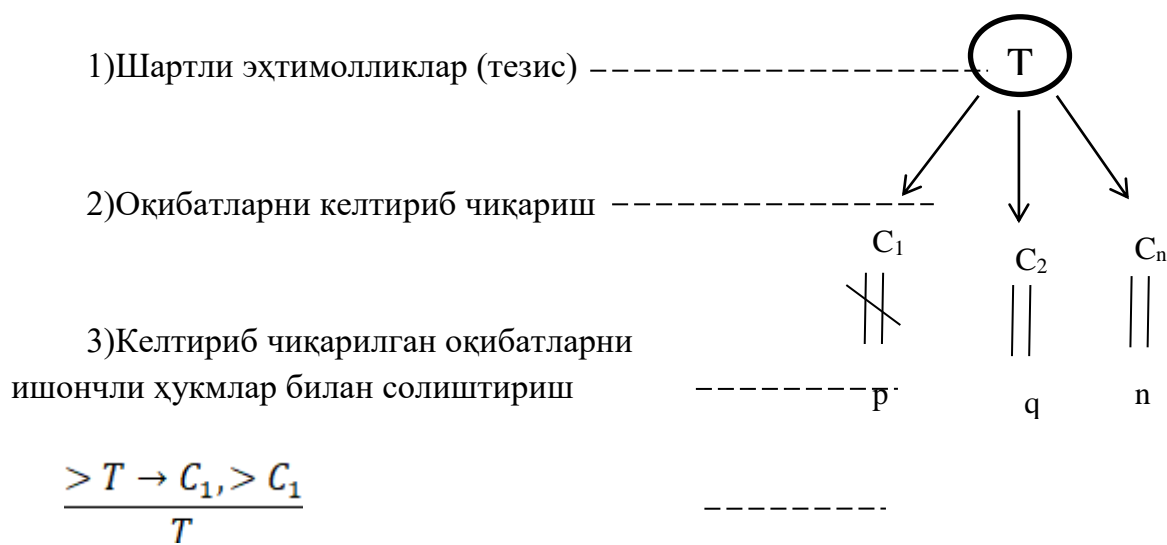 1)Шартли эҳтимолликлар (тезис)
T
2)Оқибатларни келтириб чиқариш
C₁
C₂
Cₙ
3)Келтириб чиқарилган оқибатларни
ишончли ҳукмлар билан солиштириш
p
q
n
> T → C₁, > C₁
T